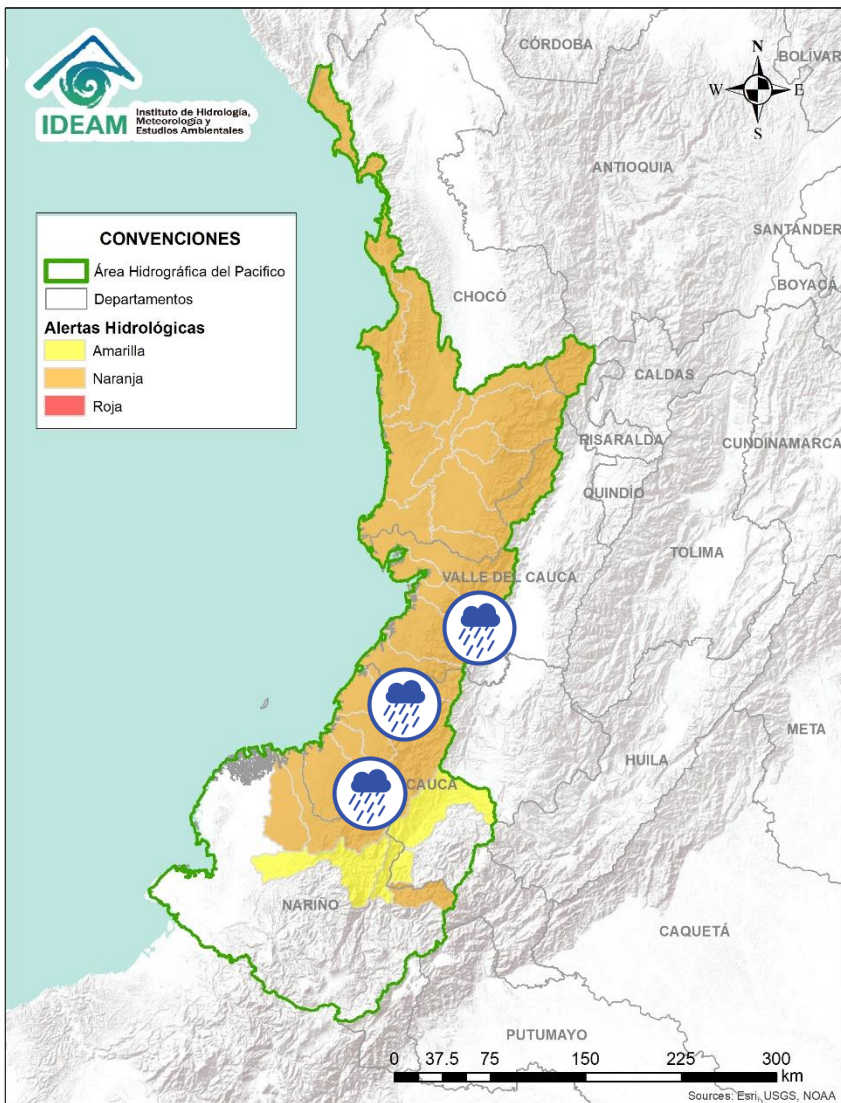 IDEAM
Instituto de Hidrología,
Meteorología y
Estudios Ambientales
N
W
E
S
CÓRDOBA
BOLÍVAR
ANTIOQUIA
SANTANDER
BOYACÁ
CHOCÓ
CALDAS
RISARALDA
CUNDINAMARCA
QUINDÍO
TOLIMA
VALLE DEL CAUCA
META
HUILA
CAUCA
NARIÑO
CAQUETÁ
PUTUMAYO
CONVENCIONES
Área Hidrográfica del Pacifico
Departamentos
Alertas Hidrológicas
Amarilla
Naranja
Roja
0 37.5 75 150 225 300
km
Sources: Esri, USGS, NOAA